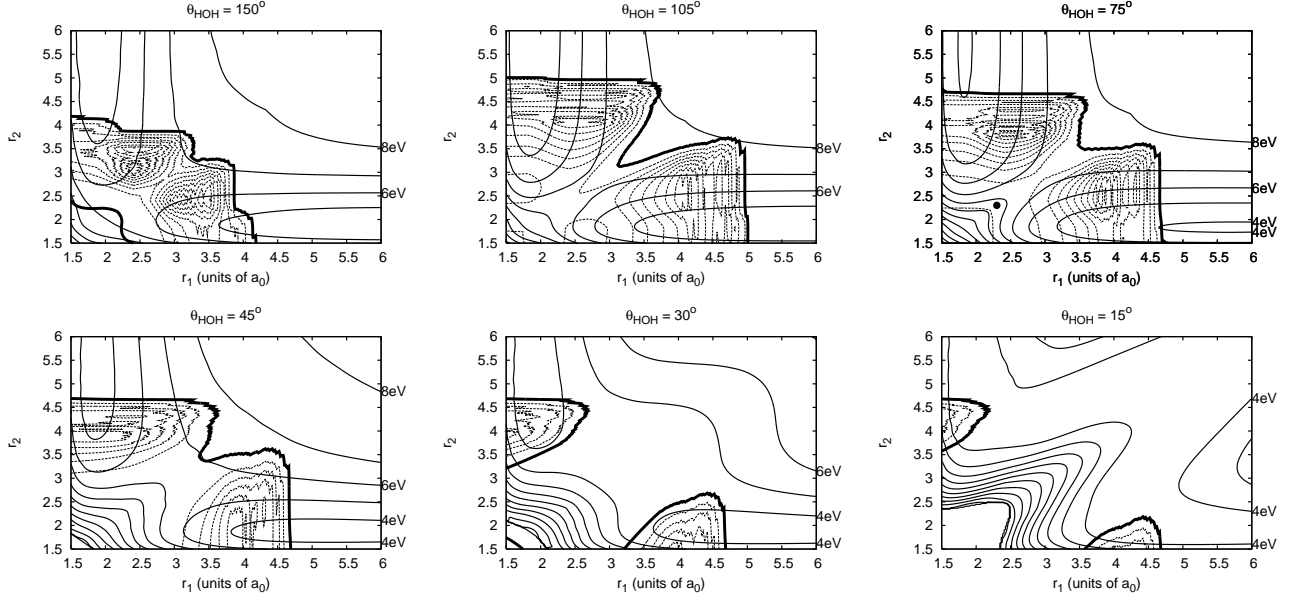 θHOH = 150°
6
5.5
5
4.5
4
3.5
3
2.5
2
1.5
r2
1.5 2 2.5 3 3.5 4 4.5 5 5.5 6
r1 (units of a0)
8eV
6eV
θHOH = 105°
6
5.5
5
4.5
4
3.5
3
2.5
2
1.5
r2
1.5 2 2.5 3 3.5 4 4.5 5 5.5 6
r1 (units of a0)
8eV
6eV
θHOH = 75°
6
5.5
5
4.5
4
3.5
3
2.5
2
1.5
r2
1.5 2 2.5 3 3.5 4 4.5 5 5.5 6
r1 (units of a0)
8eV
6eV
4eV
4eV
θHOH = 45°
6
5.5
5
4.5
4
3.5
3
2.5
2
1.5
r2
1.5 2 2.5 3 3.5 4 4.5 5 5.5 6
r1 (units of a0)
8eV
6eV
4eV
4eV
θHOH = 30°
6
5.5
5
4.5
4
3.5
3
2.5
2
1.5
r2
1.5 2 2.5 3 3.5 4 4.5 5 5.5 6
r1 (units of a0)
6eV
4eV
4eV
θHOH = 15°
6
5.5
5
4.5
4
3.5
3
2.5
2
1.5
r2
1.5 2 2.5 3 3.5 4 4.5 5 5.5 6
r1 (units of a0)
4eV
4eV
4eV